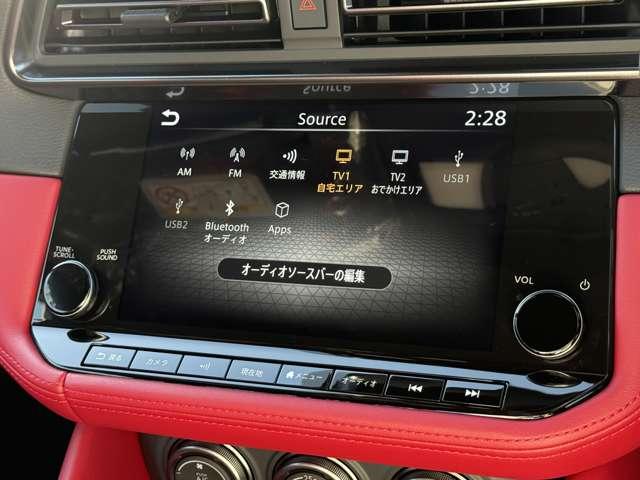 Source
2:28
Source 2:28
AM
FM
交通情報
TV1
自宅エリア
TV2
おでかけエリア
USB1
USB2
Bluetooth
オーディオ
Apps
オーディオソースバーの編集
TUNE·
SCROLL
PUSH
SOUND
VOL
戻る
カメラ
現在地
メニュー
オーディオ